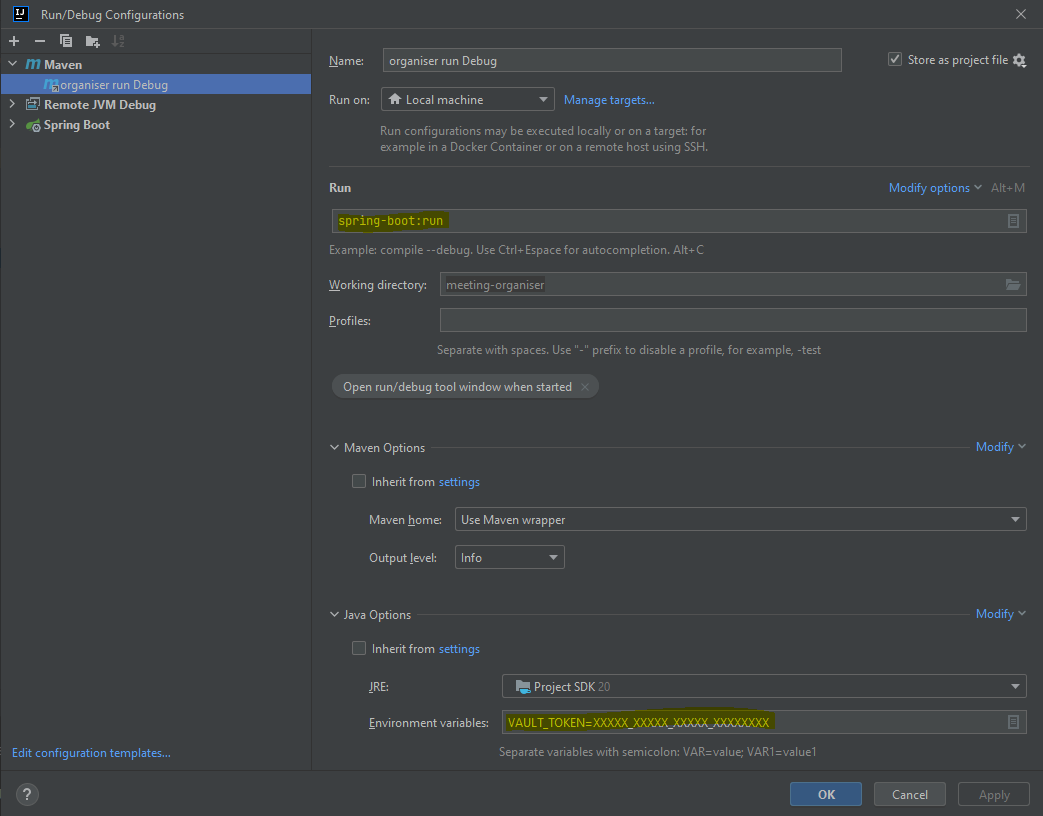 Run/Debug Configurations
Maven
organiser run Debug
Remote JVM Debug
Spring Boot
Edit configuration templates...
Name: organiser run Debug Store as project file
Run on: Local machine Manage targets...
Run configurations may be executed locally or on a target: for
example in a Docker Container or on a remote host using SSH.
Run Modify options Alt+M
spring-boot:run
Example: compile --debug. Use Ctrl+Espace for autocompletion. Alt+C
Working directory: meeting-organiser
Profiles:
Separate with spaces. Use "-" prefix to disable a profile, for example, -test
Open run/debug tool window when started
Maven Options Modify
Inherit from settings
Maven home: Use Maven wrapper
Output level: Info
Java Options Modify
Inherit from settings
JRE: Project SDK 20
Environment variables: VAULT_TOKEN=XXXXX_XXXXX_XXXXX_XXXXXXXX
Separate variables with semicolon: VAR=value; VAR1=value1
? OK Cancel Apply